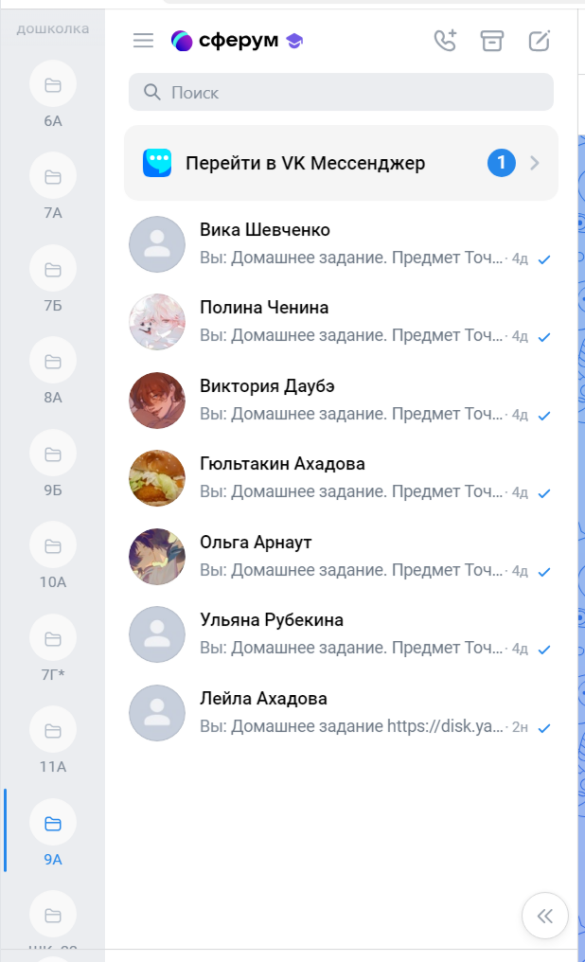 дошколка
6А
7А
7Б
8А
9Б
10А
7Г*
11А
9А
сферум
Поиск
Перейти в VK Мессенджер 1
Вика Шевченко
Вы: Домашнее задание. Предмет Точ... · 4д
Полина Ченина
Вы: Домашнее задание. Предмет Точ... · 4д
Виктория Даубэ
Вы: Домашнее задание. Предмет Точ... · 4д
Гюльтакин Ахадова
Вы: Домашнее задание. Предмет Точ... · 4д
Ольга Арнаут
Вы: Домашнее задание. Предмет Точ... · 4д
Ульяна Рубекина
Вы: Домашнее задание. Предмет Точ... · 4д
Лейла Ахадова
Вы: Домашнее задание https://disk.ya... · 2н